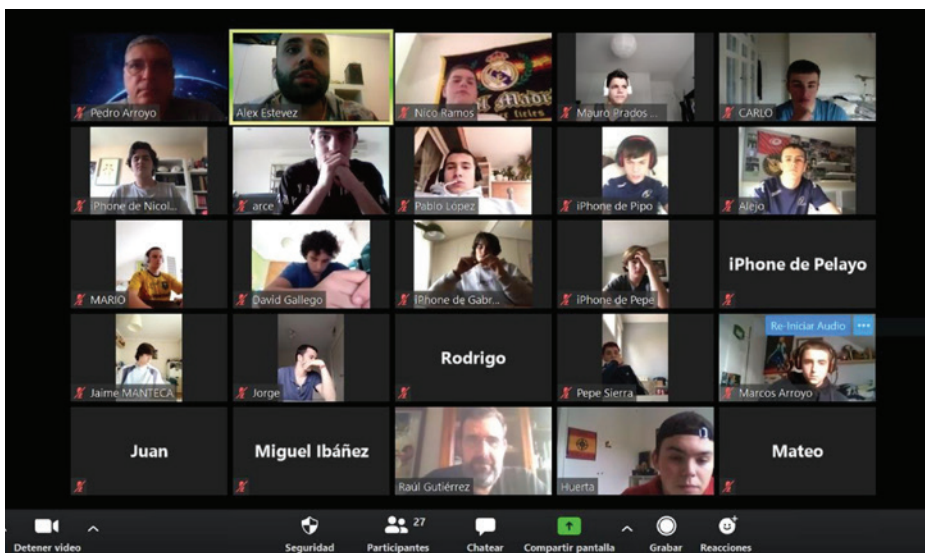 Pedro Arroyo
Alex Estevez
Nico Ramos
Mauro Prados ...
CARLO
iPhone de Nicol...
arce
Pablo López
iPhone de Pipo
Alejo
MARIO
David Gallego
iPhone de Gabr...
iPhone de Pepe
iPhone de Pelayo
Jaime MANTECA
Jorge
Rodrigo
Pepe Sierra
Re-Iniciar Audio ...
Marcos Arroyo
Juan
Miguel Ibáñez
Raúl Gutiérrez
Huerta
Mateo
Detener video
Seguridad
27
Participantes
Chatear
Compartir pantalla
Grabar
Reacciones